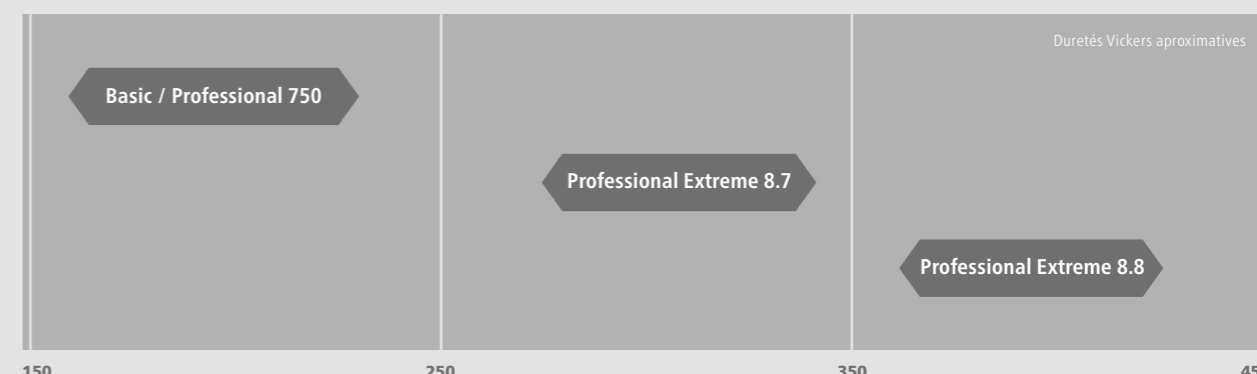 Duretés Vickers aproximatives
Basic / Professional 750
Professional Extreme 8.7
Professional Extreme 8.8
150 250 350